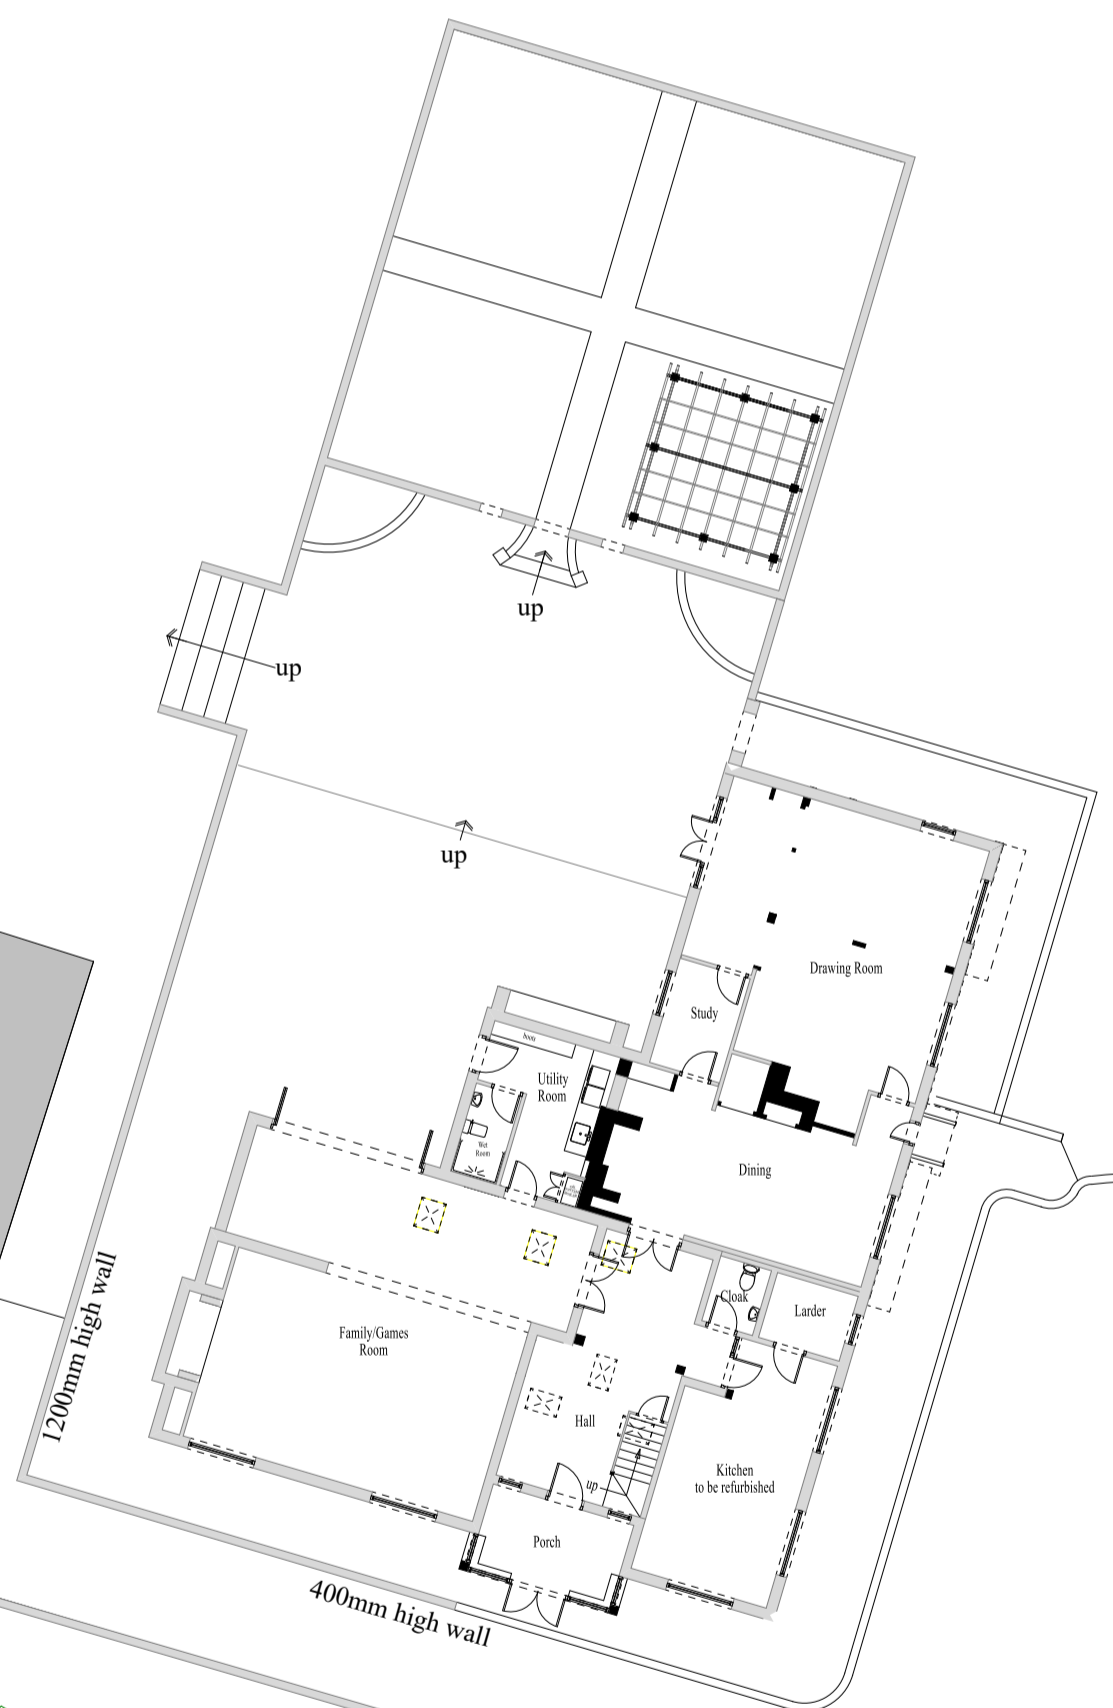 up
up
up
Drawing Room
Study
boots
Utility
Room
Wet
Room
Dining
Cloak
Larder
Family/Games
Room
Hall
up
Kitchen
to be refurbished
Porch
1200mm high wall
400mm high wall